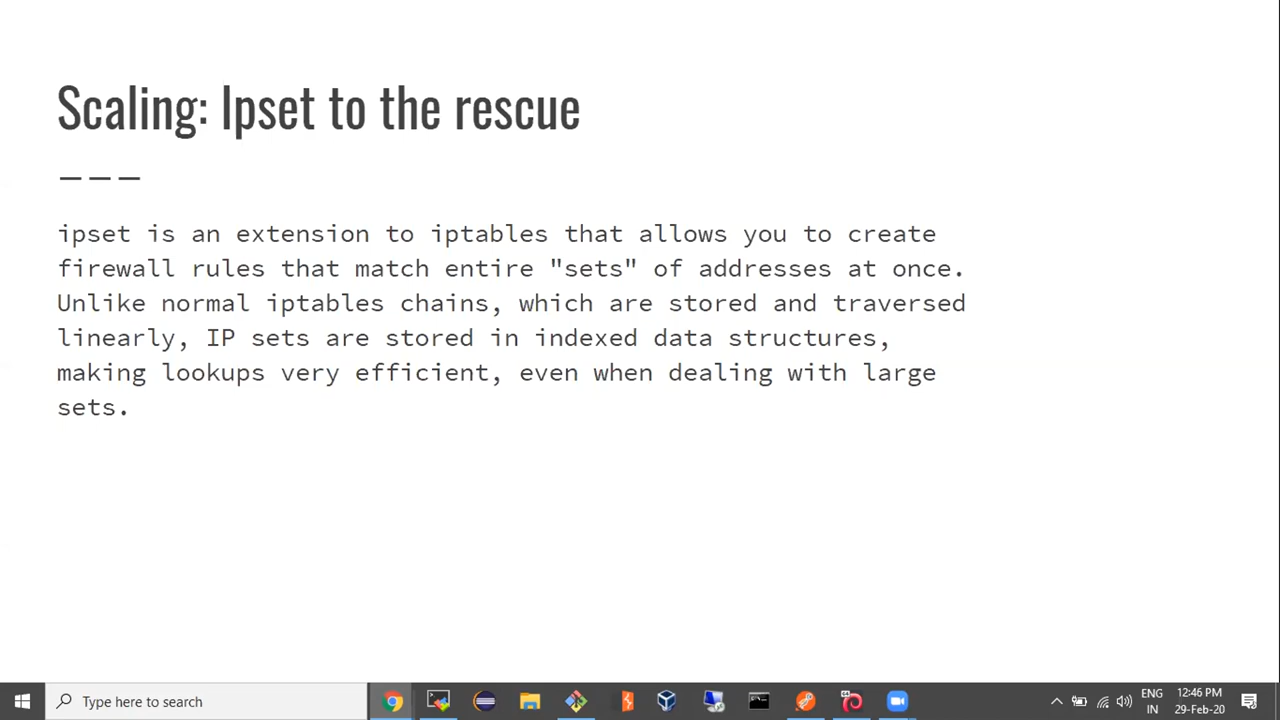 Scaling: Ipset to the rescue
———
ipset is an extension to iptables that allows you to create
firewall rules that match entire "sets" of addresses at once.
Unlike normal iptables chains, which are stored and traversed
linearly, IP sets are stored in indexed data structures,
making lookups very efficient, even when dealing with large
sets.
Type here to search
ENG
IN
12:46 PM
29-Feb-20